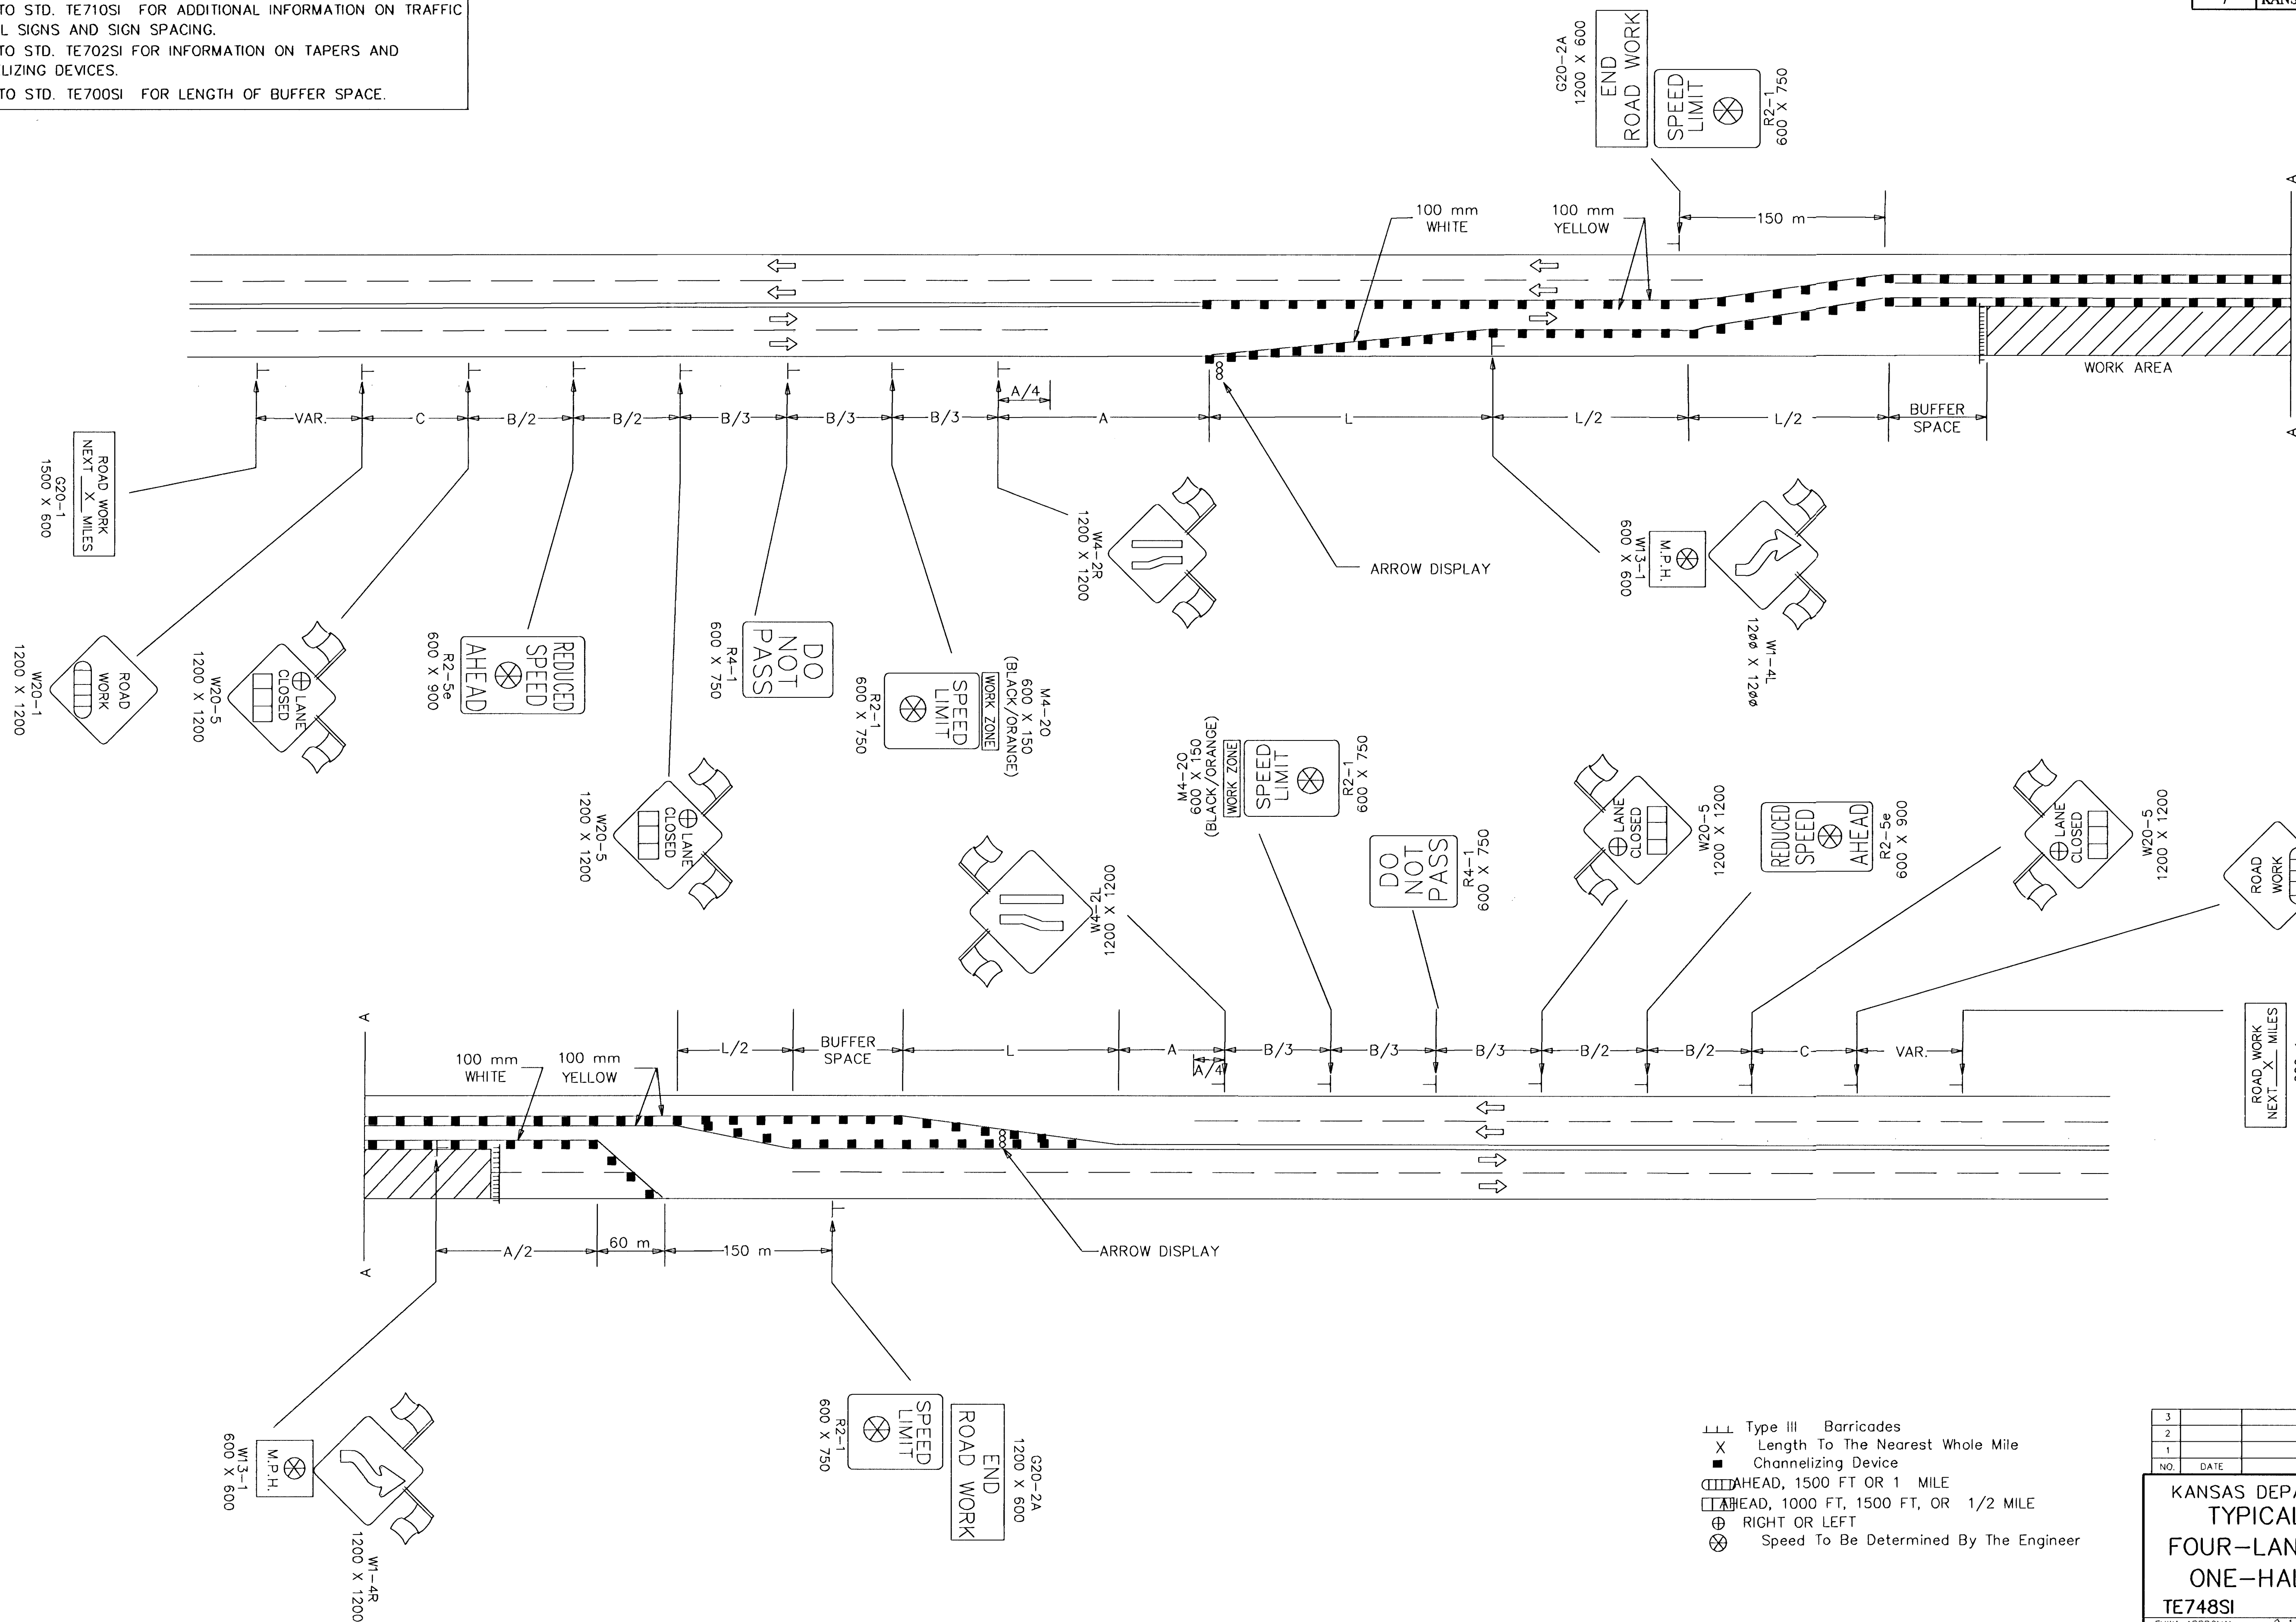 TO STD. TE710SI FOR ADDITIONAL INFORMATION ON TRAFFIC
L SIGNS AND SIGN SPACING.
TO STD. TE702SI FOR INFORMATION ON TAPERS AND
LIZING DEVICES.
TO STD. TE700SI FOR LENGTH OF BUFFER SPACE.
G20-2A
1200 X 600
END
ROAD WORK
SPEED
LIMIT
R2-1
600 X 750
A
100 mm
WHITE
100 mm
YELLOW
150 m
WORK AREA
VAR.
C
B/2
B/2
B/3
B/3
B/3
A/4
A
L
L/2
L/2
BUFFER
SPACE
A
ROAD WORK
NEXT X MILES
G20-1
1500 X 600
ROAD
WORK
W20-1
1200 X 1200
LANE
CLOSED
W20-5
1200 X 1200
REDUCED
SPEED
AHEAD
R2-5e
600 X 900
LANE
CLOSED
W20-5
1200 X 1200
DO
NOT
PASS
R4-1
600 X 750
M4-20
600 X 150
(BLACK/ORANGE)
WORK ZONE
SPEED
LIMIT
R2-1
600 X 750
W4-2R
1200 X 1200
ARROW DISPLAY
M.P.H.
W13-1
600 X 600
W1-4L
12øø X 12øø
W4-2L
1200 X 1200
M4-20
600 X 150
(BLACK/ORANGE)
WORK ZONE
SPEED
LIMIT
R2-1
600 X 750
DO
NOT
PASS
R4-1
600 X 750
LANE
CLOSED
W20-5
1200 X 1200
REDUCED
SPEED
AHEAD
R2-5e
600 X 900
LANE
CLOSED
W20-5
1200 X 1200
ROAD
WORK
ROAD WORK
NEXT X MILES
A
100 mm
WHITE
100 mm
YELLOW
L/2
BUFFER
SPACE
L
A
A/4
B/3
B/3
B/3
B/2
B/2
C
VAR.
A
A/2
60 m
150 m
ARROW DISPLAY
M.P.H.
W13-1
600 X 600
W1-4R
1200 X 1200
SPEED
LIMIT
R2-1
600 X 750
G20-2A
1200 X 600
END
ROAD WORK
Type III Barricades
X Length To The Nearest Whole Mile
Channelizing Device
AHEAD, 1500 FT OR 1 MILE
AHEAD, 1000 FT, 1500 FT, OR 1/2 MILE
RIGHT OR LEFT
Speed To Be Determined By The Engineer
3
2
1
NO. DATE
KANSAS DEPA
TYPICAL
FOUR-LAN
ONE-HA
TE748SI